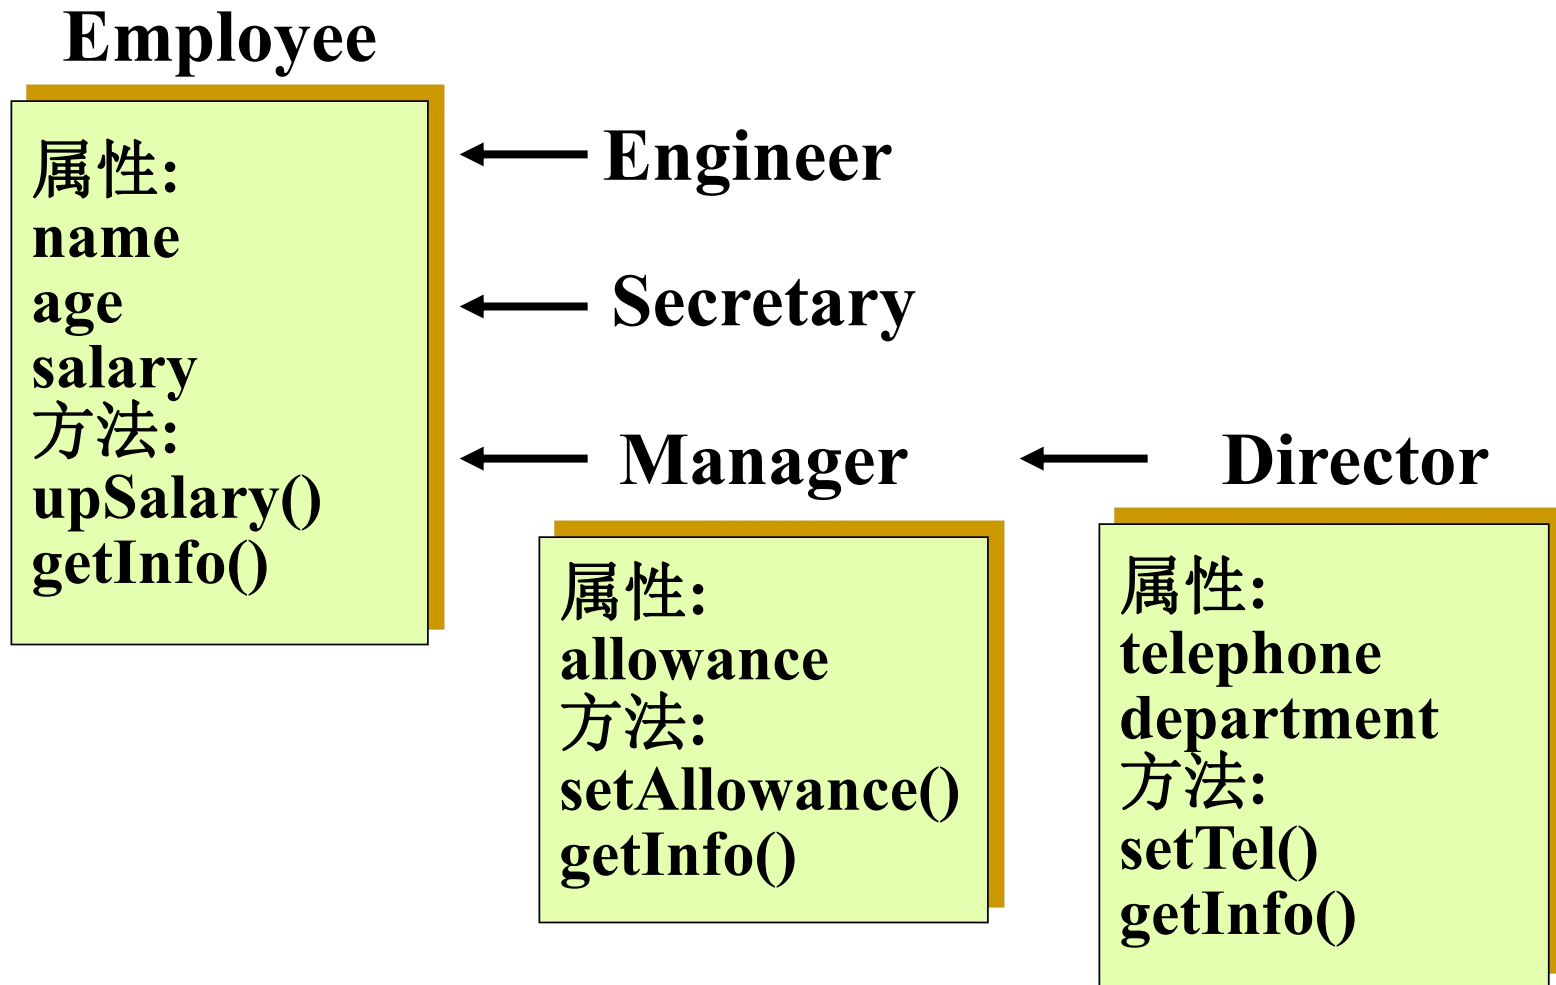 Employee
属性:
name
age
salary
方法:
upSalary()
getInfo()
Engineer
Secretary
Manager
属性:
allowance
方法:
setAllowance()
getInfo()
Director
属性:
telephone
department
方法:
setTel()
getInfo()